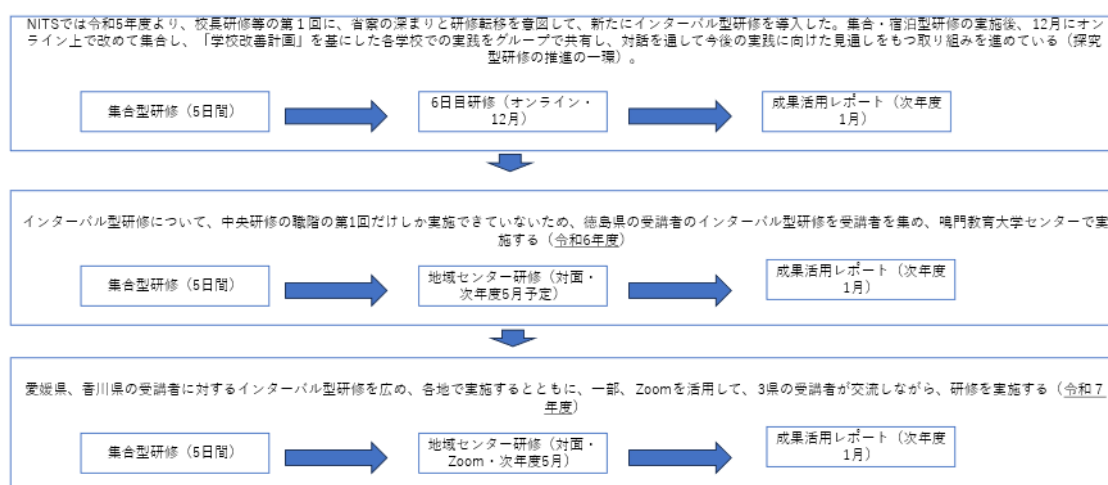 NITSでは令和5年度より、校長研修等の第１回に、省察の深まりと研修転移を意図して、新たにインターバル型研修を導入した。集合・宿泊型研修の実施後、12月にオン
ライン上で改めて集合し、「学校改善計画」を基にした各学校での実践をグループで共有し、対話を通して今後の実践に向けた見通しをもつ取り組みを進めている（探究
型研修の推進の一環）。
集合型研修（5日間）
6日目研修（オンライン・
12月）
成果活用レポート（次年度
1月）
インターバル型研修について、中央研修の職階の第1回だけしか実施できていないため、徳島県の受講者のインターバル型研修を受講者を集め、鳴門教育大学センターで実
施する（令和6年度）
集合型研修（5日間）
地域センター研修（対面・
次年度5月予定）
成果活用レポート（次年度
1月）
愛媛県、香川県の受講者に対するインターバル型研修を広め、各地で実施するとともに、一部、Zoomを活用して、3県の受講者が交流しながら、研修を実施する（令和７
年度）
集合型研修（5日間）
地域センター研修（対面・
Zoom・次年度5月）
成果活用レポート（次年度
1月）